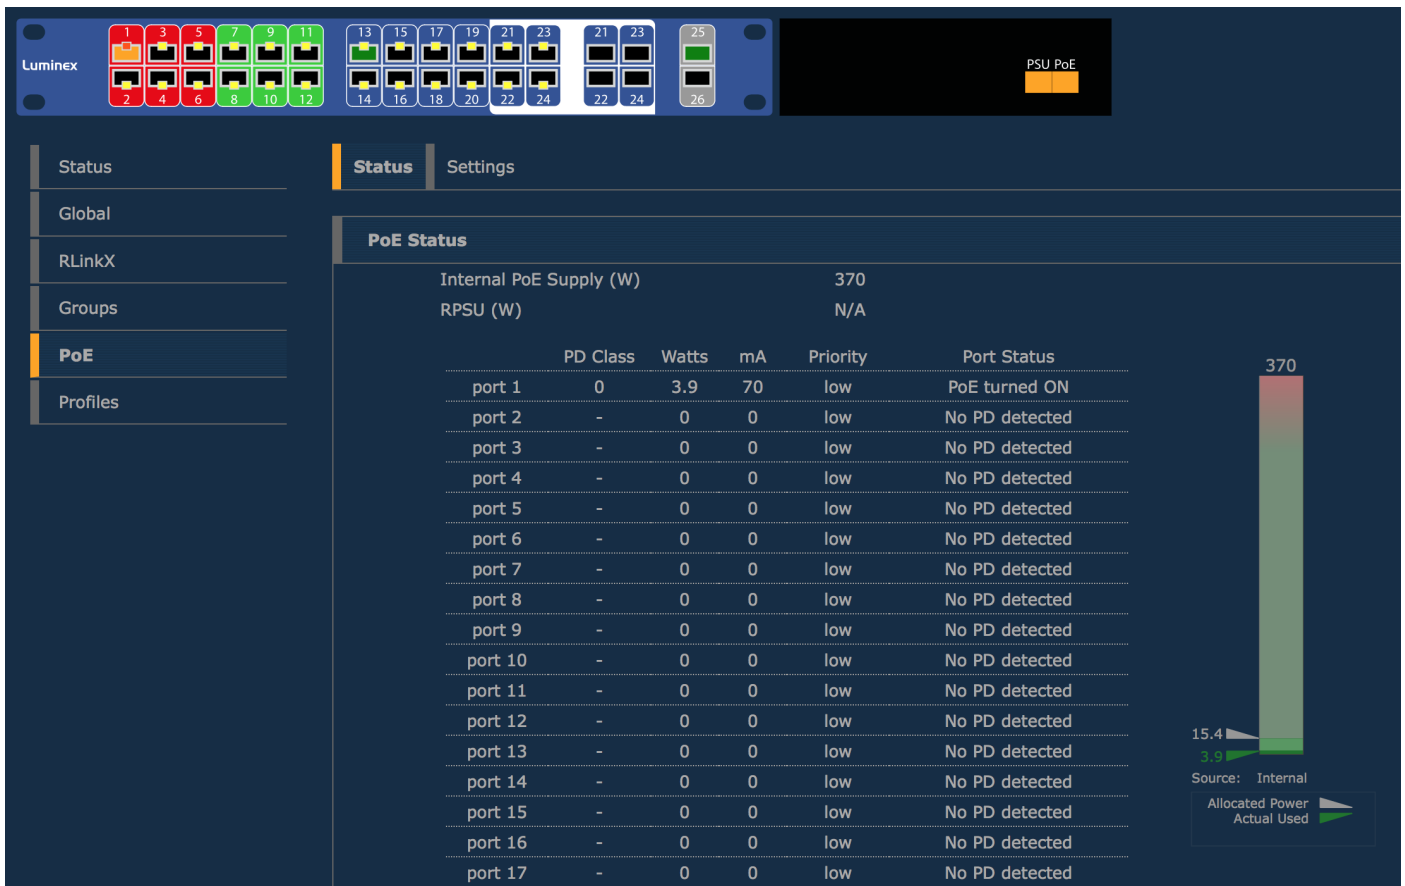 1 3 5 7 9 11 13 15 17 19 21 23 21 23 25
Luminex
PSU PoE
2 4 6 8 10 12 14 16 18 20 22 24 22 24 26
Status
Global
RLinkX
Groups
PoE
Profiles
Status Settings
PoE Status
Internal PoE Supply (W) 370
RPSU (W) N/A
PD Class Watts mA Priority Port Status
port 1 0 3.9 70 low PoE turned ON
port 2 - 0 0 low No PD detected
port 3 - 0 0 low No PD detected
port 4 - 0 0 low No PD detected
port 5 - 0 0 low No PD detected
port 6 - 0 0 low No PD detected
port 7 - 0 0 low No PD detected
port 8 - 0 0 low No PD detected
port 9 - 0 0 low No PD detected
port 10 - 0 0 low No PD detected
port 11 - 0 0 low No PD detected
port 12 - 0 0 low No PD detected
port 13 - 0 0 low No PD detected
port 14 - 0 0 low No PD detected
port 15 - 0 0 low No PD detected
port 16 - 0 0 low No PD detected
port 17 - 0 0 low No PD detected
370
15.4
3.9
Source: Internal
Allocated Power
Actual Used